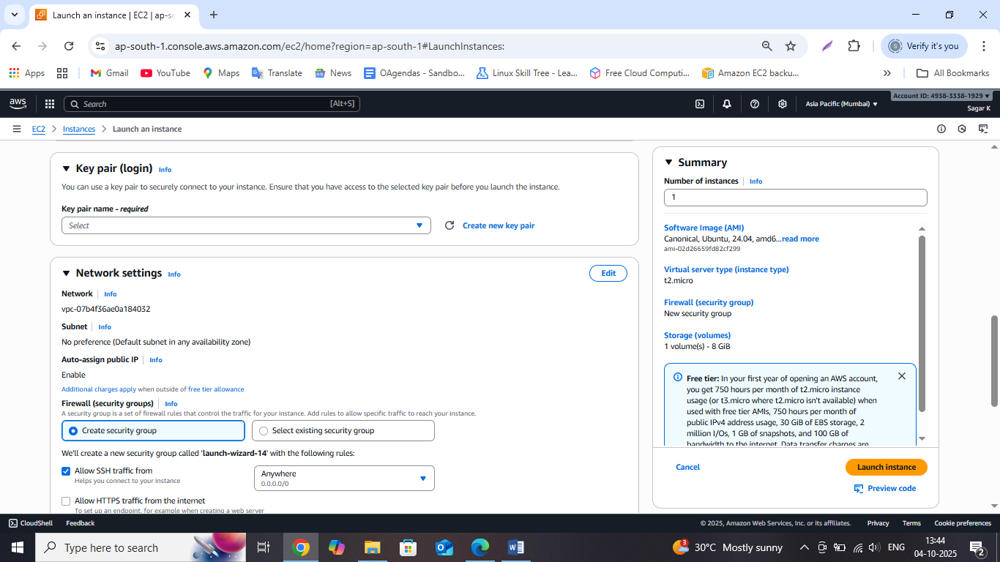 Launch an instance | EC2 | ap-so
ap-south-1.console.aws.amazon.com/ec2/home?region=ap-south-1#LaunchInstances:
Verify it's you
Apps
Gmail
YouTube
Maps
Translate
News
OAgendas - Sandbo...
Linux Skill Tree - Lea...
Free Cloud Computi...
Amazon EC2 backu...
All Bookmarks
aws
Search
[Alt+S]
Asia Pacific (Mumbai)
Account ID: 4938-3338-1929
Sagar K
EC2
Instances
Launch an instance
Key pair (login) Info
You can use a key pair to securely connect to your instance. Ensure that you have access to the selected key pair before you launch the instance.
Key pair name - required
Select
Create new key pair
Network settings Info
Edit
Network Info
vpc-07b4f36ae0a184032
Subnet Info
No preference (Default subnet in any availability zone)
Auto-assign public IP Info
Enable
Additional charges apply when outside of free tier allowance
Firewall (security groups) Info
A security group is a set of firewall rules that control the traffic for your instance. Add rules to allow specific traffic to reach your instance.
Create security group
Select existing security group
We'll create a new security group called 'launch-wizard-14' with the following rules:
Allow SSH traffic from
Helps you connect to your instance
Anywhere
0.0.0.0/0
Allow HTTPS traffic from the internet
To set up an endpoint, for example when creating a web server
Summary
Number of instances Info
1
Software Image (AMI)
Canonical, Ubuntu, 24.04, amd6...read more
ami-02d26659fd82cf299
Virtual server type (instance type)
t2.micro
Firewall (security group)
New security group
Storage (volumes)
1 volume(s) - 8 GiB
Free tier: In your first year of opening an AWS account,
you get 750 hours per month of t2.micro instance
usage (or t3.micro where t2.micro isn't available) when
used with free tier AMIs, 750 hours per month of
public IPv4 address usage, 30 GiB of EBS storage, 2
million I/Os, 1 GB of snapshots, and 100 GB of
bandwidth to the internet. Data transfer charges are
Cancel
Launch instance
Preview code
CloudShell
Feedback
© 2025, Amazon Web Services, Inc. or its affiliates.
Privacy
Terms
Cookie preferences
Type here to search
30°C Mostly sunny
ENG
13:44
04-10-2025
2